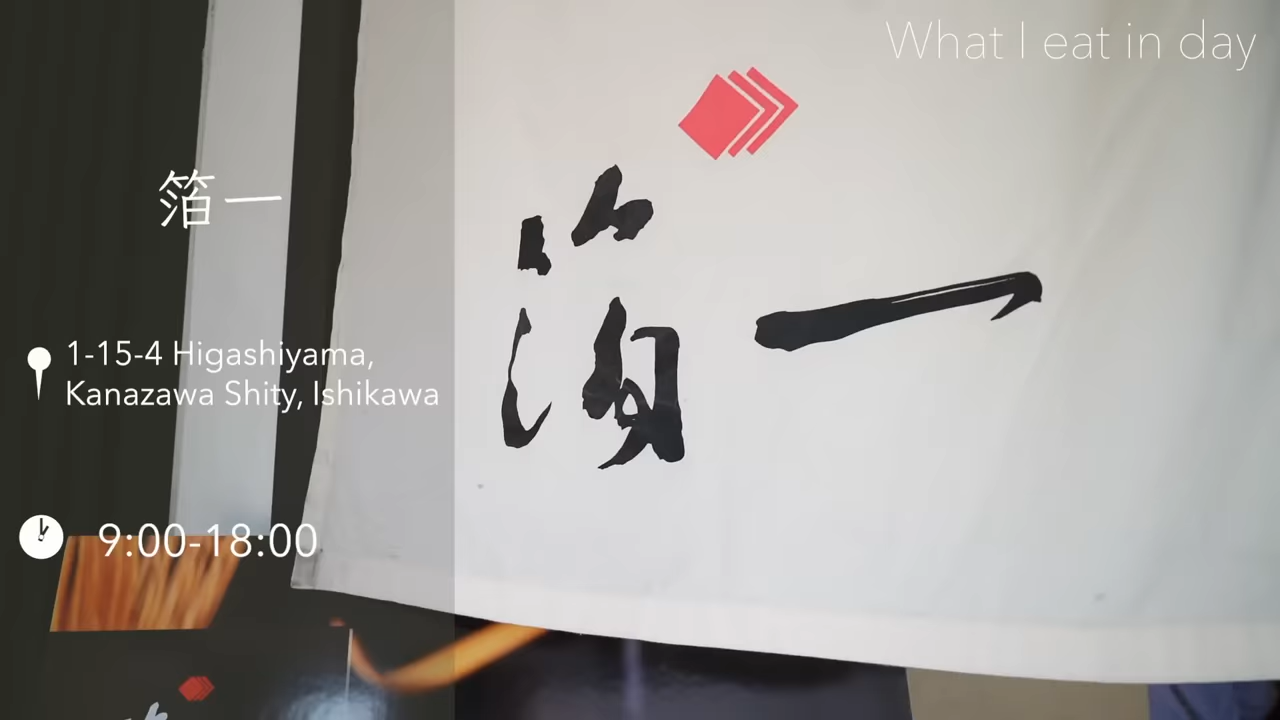 What I eat in day
箔一
箔一
1-15-4 Higashiyama,
Kanazawa Shity, Ishikawa
9:00-18:00